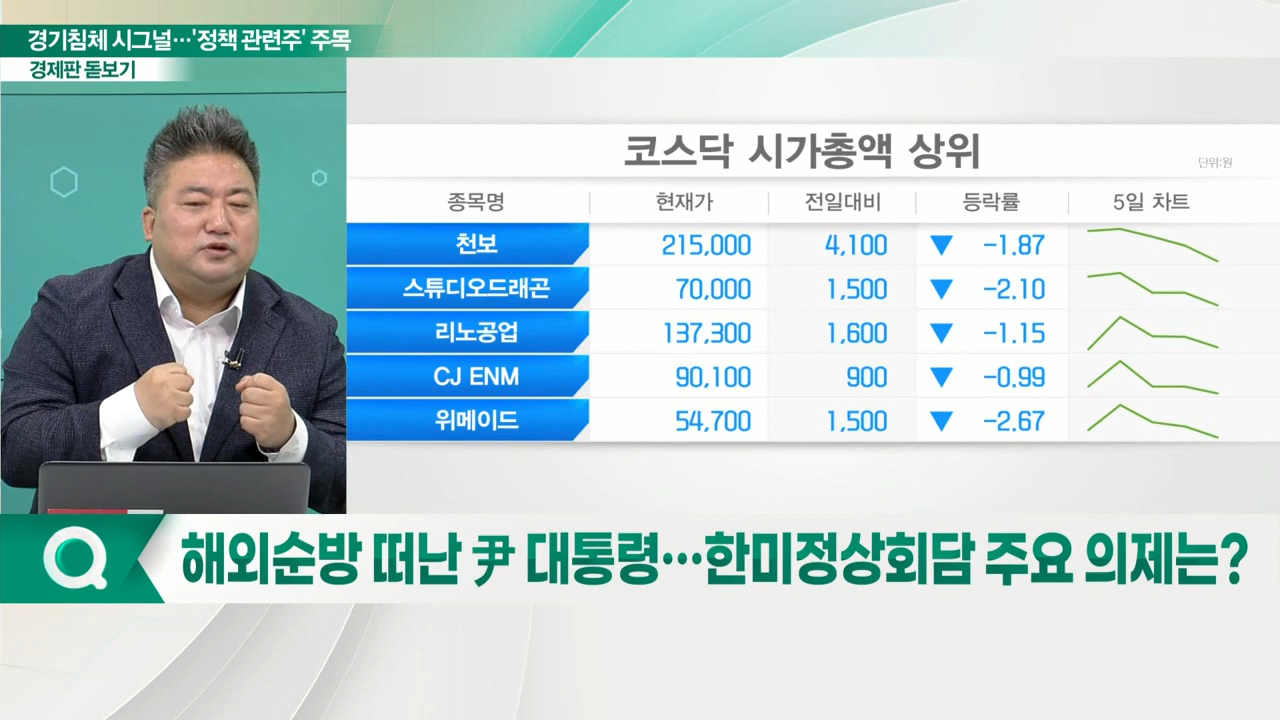 경기침체 시그널…'정책 관련주' 주목
경제판 돋보기
코스닥 시가총액 상위
단위:원
종목명 현재가 전일대비 등락률 5일 차트
천보 215,000 4,100 ▼ -1.87
스튜디오드래곤 70,000 1,500 ▼ -2.10
리노공업 137,300 1,600 ▼ -1.15
CJ ENM 90,100 900 ▼ -0.99
위메이드 54,700 1,500 ▼ -2.67
Q 해외순방 떠난 尹 대통령…한미정상회담 주요 의제는?